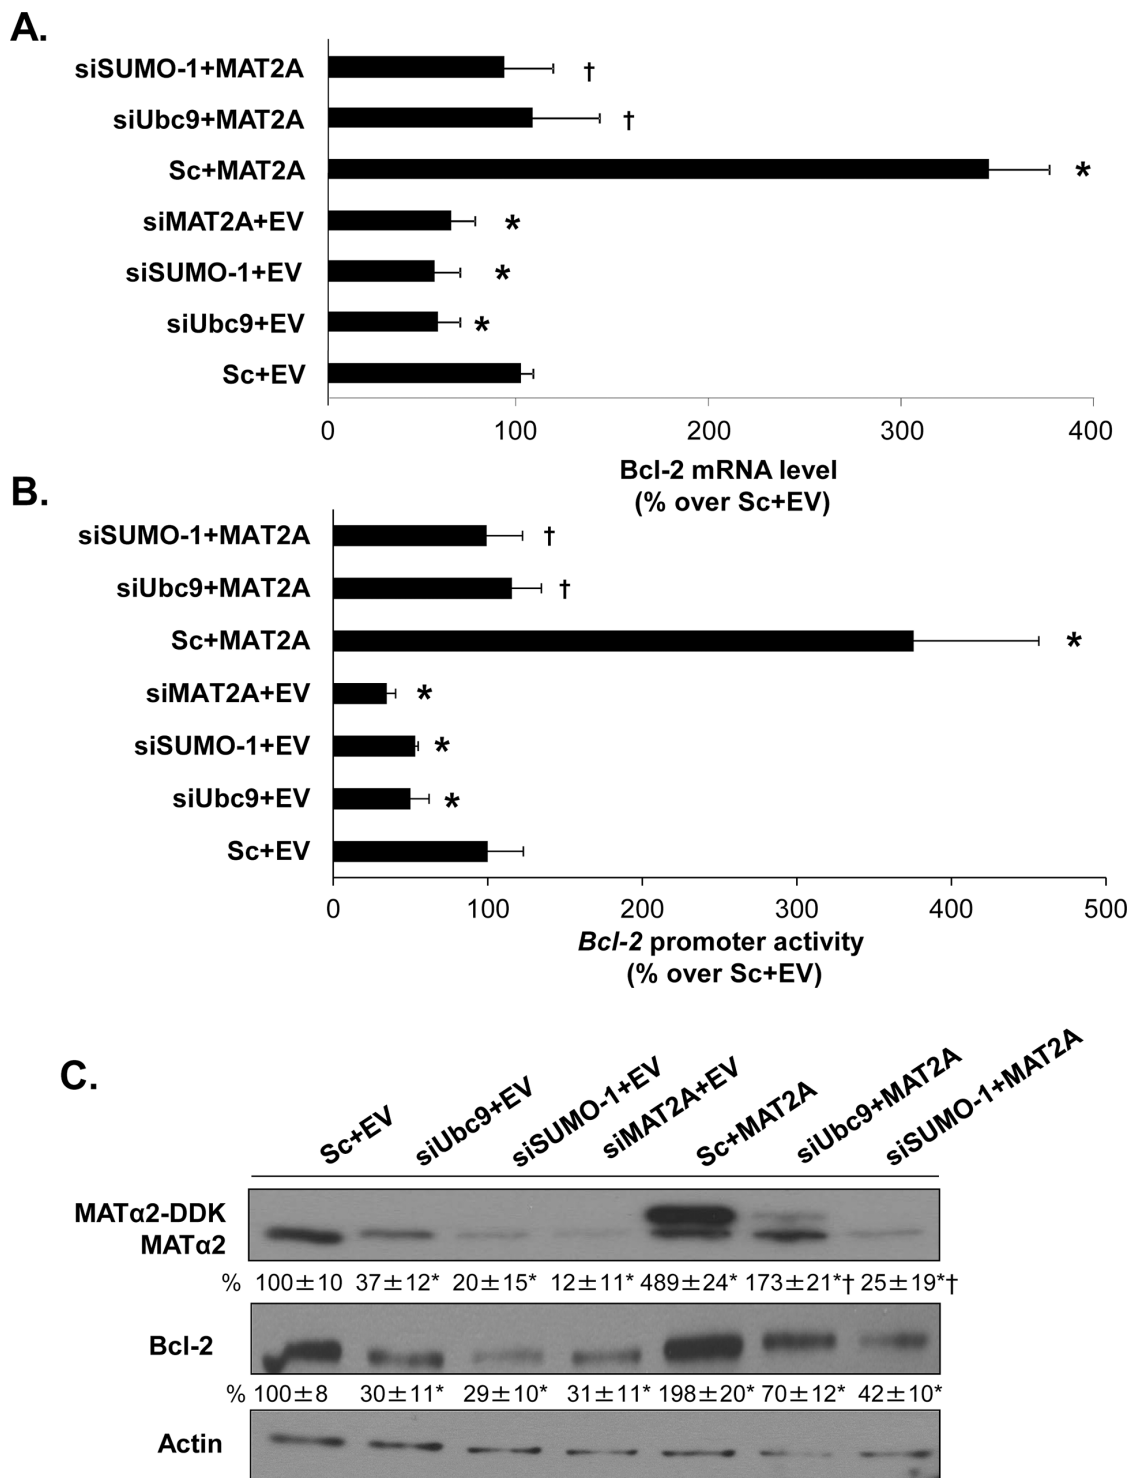 A.
siSUMO-1+MAT2A †
siUbc9+MAT2A †
Sc+MAT2A *
siMAT2A+EV *
siSUMO-1+EV *
siUbc9+EV *
Sc+EV
0 100 200 300 400
Bcl-2 mRNA level
(% over Sc+EV)
B.
siSUMO-1+MAT2A †
siUbc9+MAT2A †
Sc+MAT2A *
siMAT2A+EV *
siSUMO-1+EV *
siUbc9+EV *
Sc+EV
0 100 200 300 400 500
Bcl-2 promoter activity
(% over Sc+EV)
C.
Sc+EV siUbc9+EV siSUMO-1+EV siMAT2A+EV Sc+MAT2A siUbc9+MAT2A siSUMO-1+MAT2A
MATα2-DDK
MATα2
% 100±10 37±12* 20±15* 12±11* 489±24* 173±21*† 25±19*†
Bcl-2
% 100±8 30±11* 29±10* 31±11* 198±20* 70±12* 42±10*
Actin